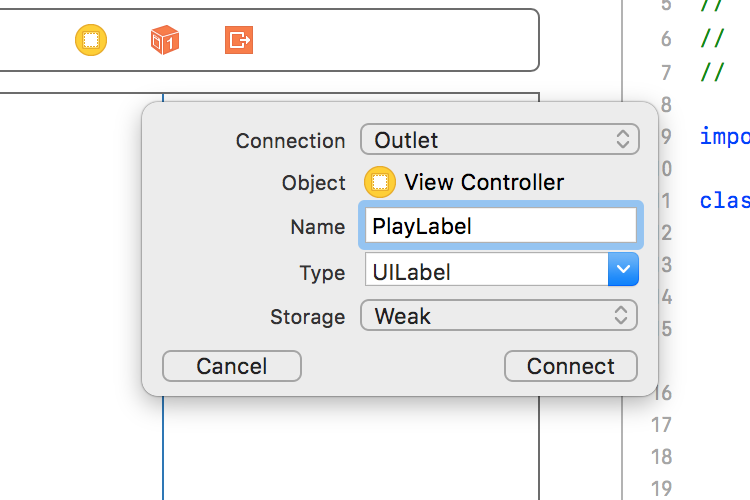 5 //
6 //
7 //
8
9 impo
0
Connection Outlet
Object View Controller
1 clas
Name PlayLabel
2
Type UILabel
3
4
Storage Weak
5
Cancel Connect
16
17
18
19
1